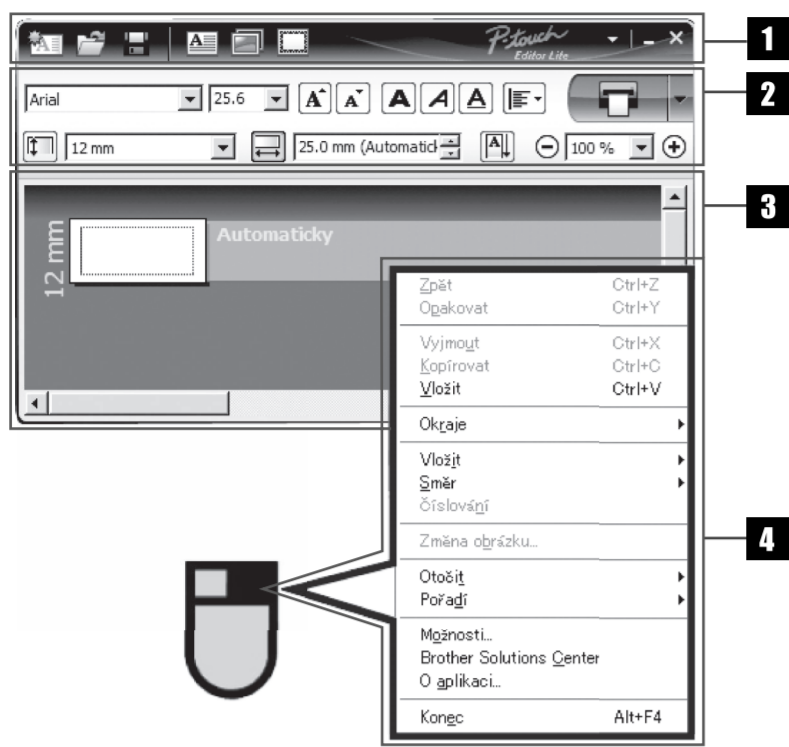 P-touch
Editor Lite
1
Arial
25.6
A
A
A
A
A
2
12 mm
25.0 mm (Automatick
A
100 %
3
12 mm
Automaticky
Zpět Ctrl+Z
Opakovat Ctrl+Y
Vyjmout Ctrl+X
Kopírovat Ctrl+C
Vložit Ctrl+V
Okraje
Vložit
Směr
Číslování
Změna obrázku...
4
Otočit
Pořadí
Možnosti...
Brother Solutions Center
O aplikaci...
Konec Alt+F4